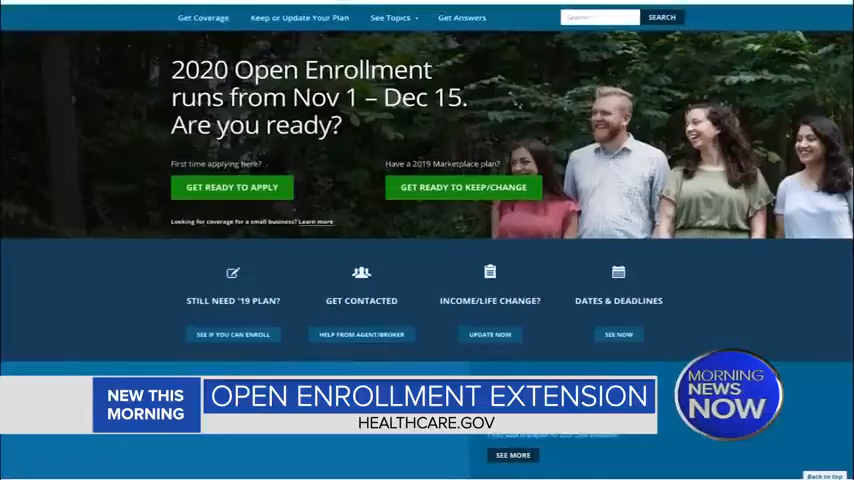 Get Coverage Keep or Update Your Plan See Topics Get Answers
Search
SEARCH
2020 Open Enrollment
runs from Nov 1 – Dec 15.
Are you ready?
First time applying here? Have a 2019 Marketplace plan?
GET READY TO APPLY GET READY TO KEEP/CHANGE
Looking for coverage for a small business? Learn more
STILL NEED '19 PLAN? GET CONTACTED INCOME/LIFE CHANGE? DATES & DEADLINES
SEE IF YOU CAN ENROLL HELP FROM AGENT/BROKER UPDATE NOW SEE NOW
NEW THIS
MORNING
OPEN ENROLLMENT EXTENSION
HEALTHCARE.GOV
MORNING
NEWS
NOW
SEE MORE
Back to top